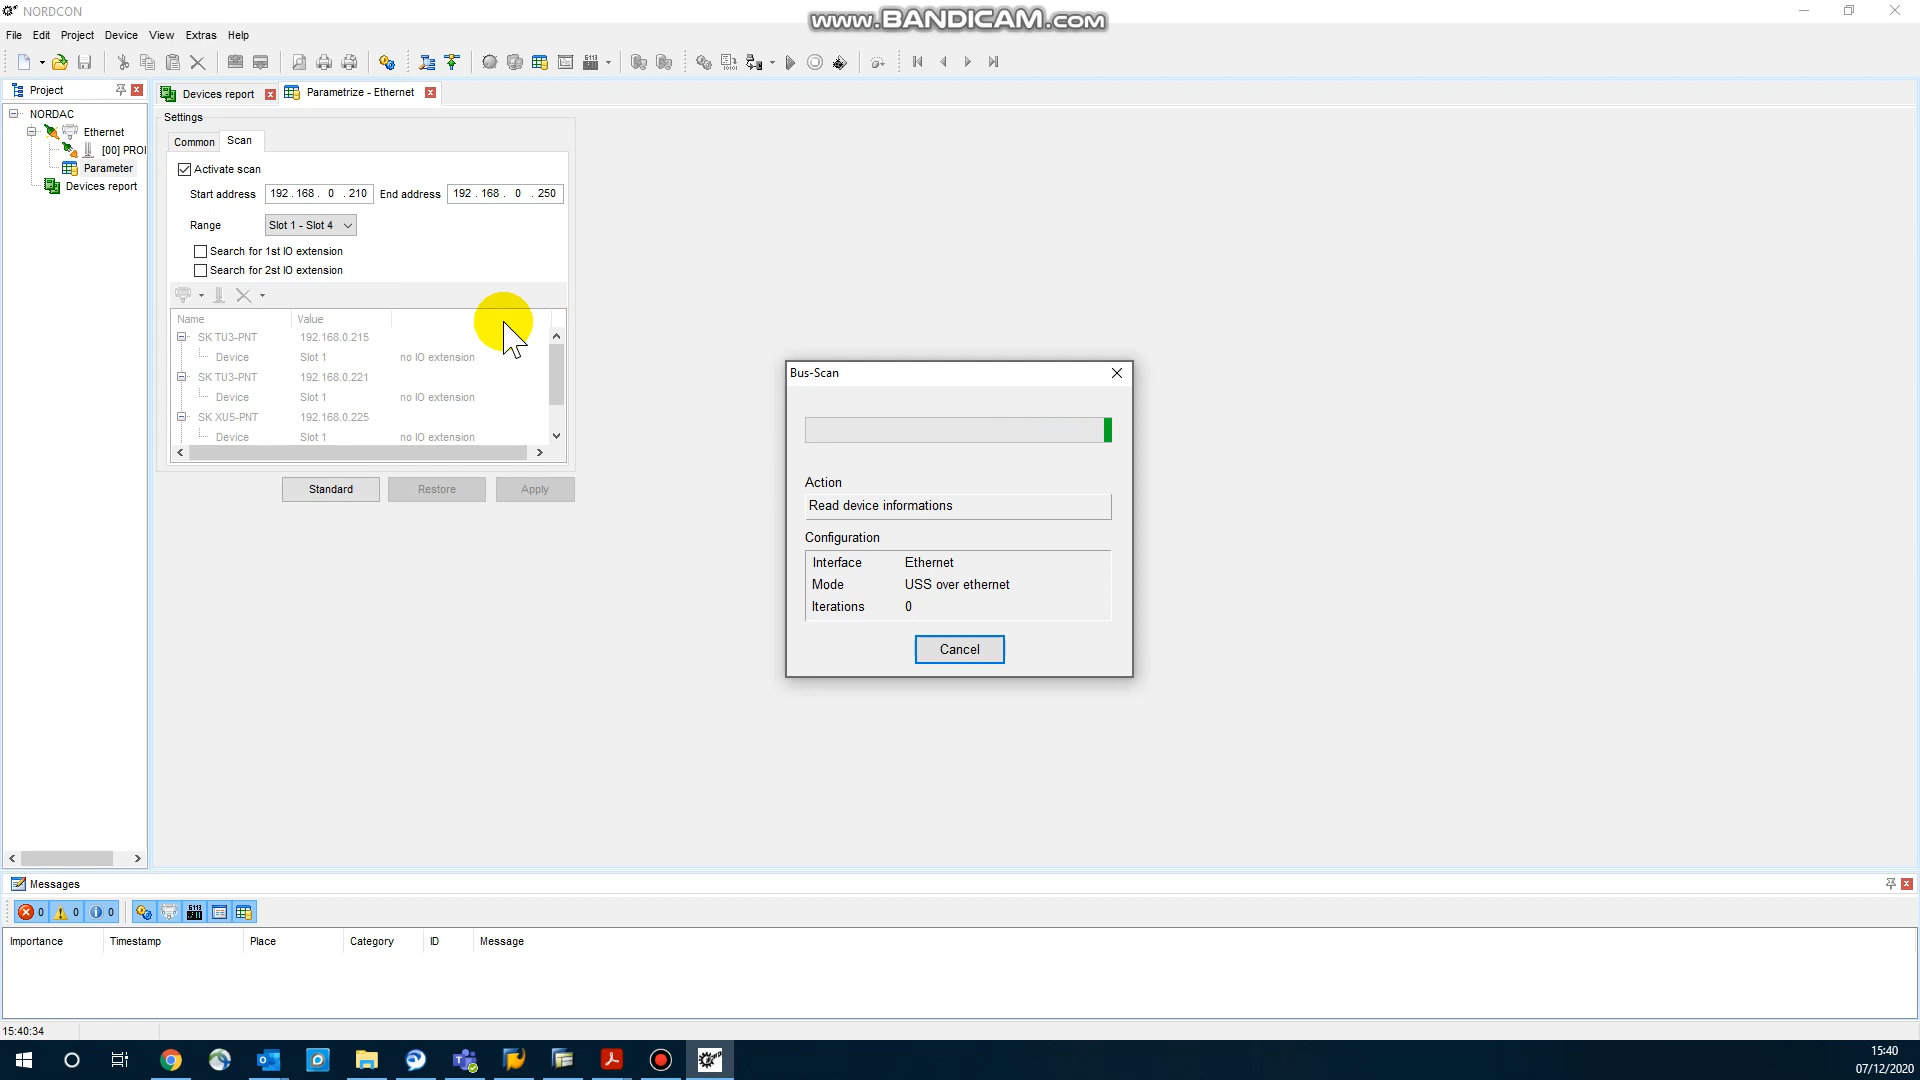 NORDCON
www.BANDICAM.com
File Edit Project Device View Extras Help
Project
Devices report
Parametrize - Ethernet
NORDAC
Ethernet
[00] PROI
Parameter
Devices report
Settings
Common Scan
Activate scan
Start address 192 . 168 . 0 . 210 End address 192 . 168 . 0 . 250
Range Slot 1 - Slot 4
Search for 1st IO extension
Search for 2st IO extension
Name Value
SK TU3-PNT 192.168.0.215
Device Slot 1 no IO extension
SK TU3-PNT 192.168.0.221
Device Slot 1 no IO extension
SK XU5-PNT 192.168.0.225
Device Slot 1 no IO extension
Standard Restore Apply
Bus-Scan
Action
Read device informations
Configuration
Interface Ethernet
Mode USS over ethernet
Iterations 0
Cancel
Messages
0 0 0
Importance Timestamp Place Category ID Message
15:40:34
15:40
07/12/2020